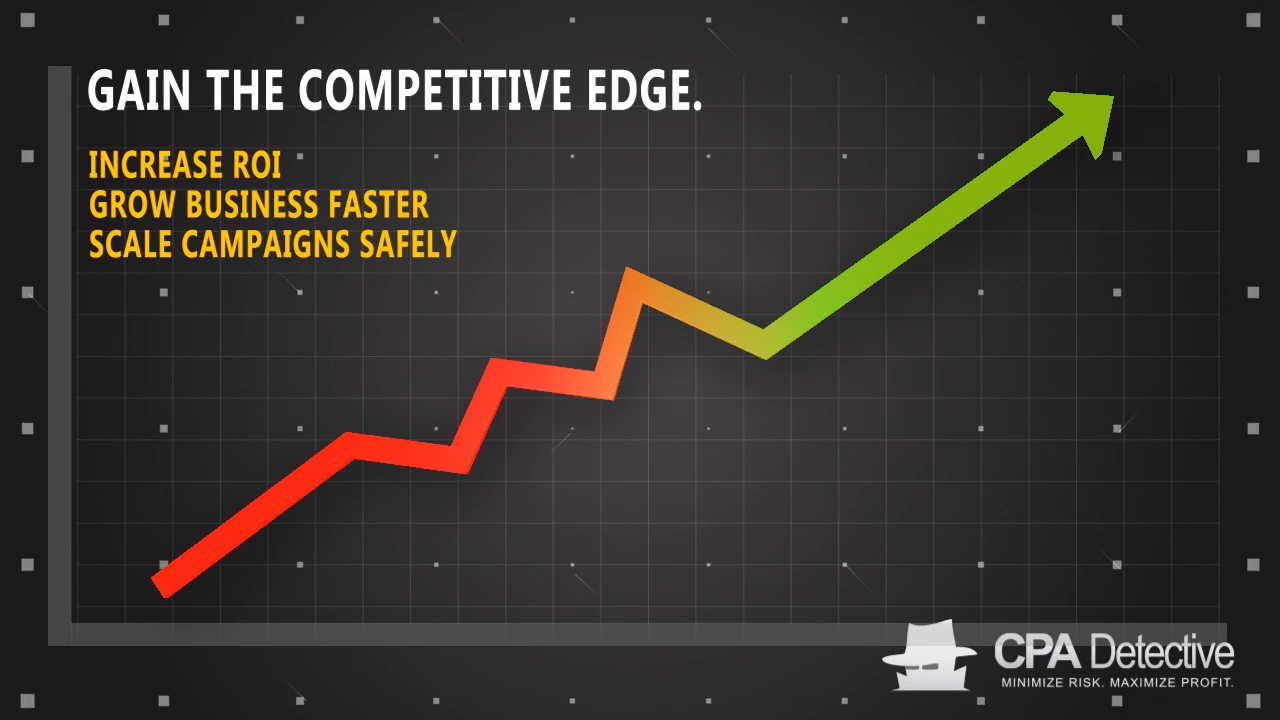 GAIN THE COMPETITIVE EDGE.
INCREASE ROI
GROW BUSINESS FASTER
SCALE CAMPAIGNS SAFELY
CPA Detective
MINIMIZE RISK. MAXIMIZE PROFIT.